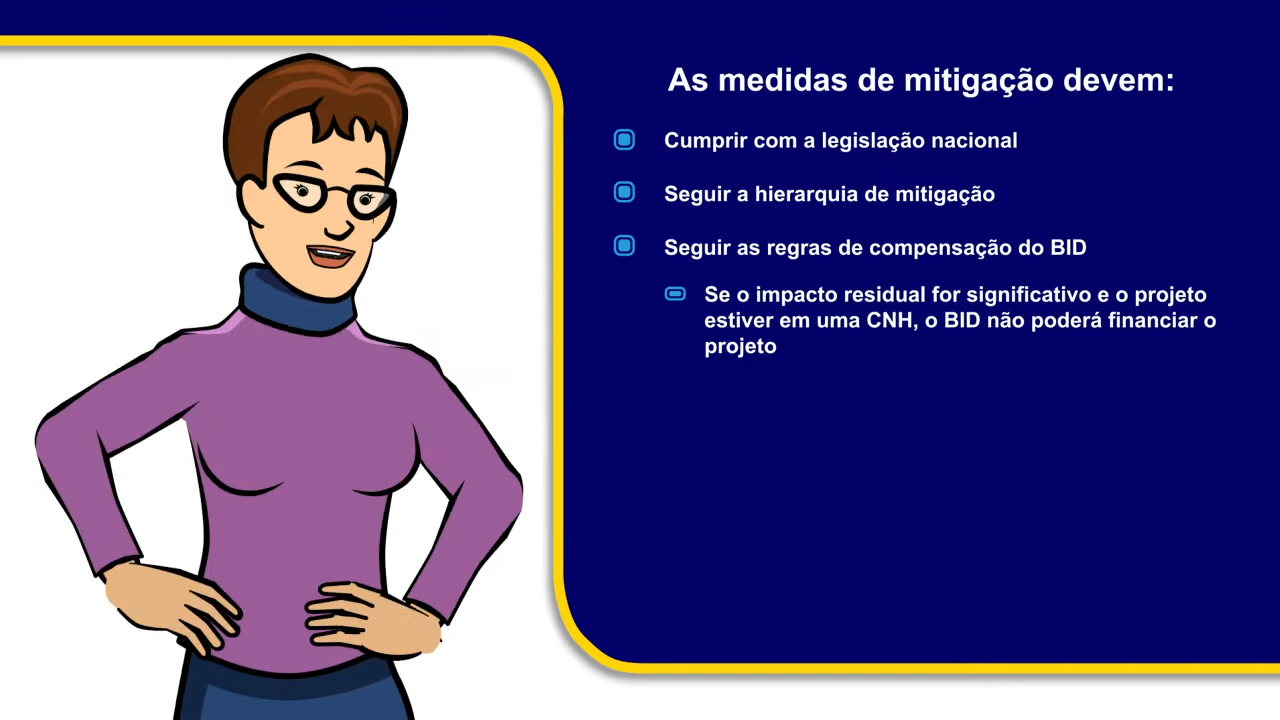 As medidas de mitigação devem:
Cumprir com a legislação nacional
Seguir a hierarquia de mitigação
Seguir as regras de compensação do BID
Se o impacto residual for significativo e o projeto
estiver em uma CNH, o BID não poderá financiar o
projeto